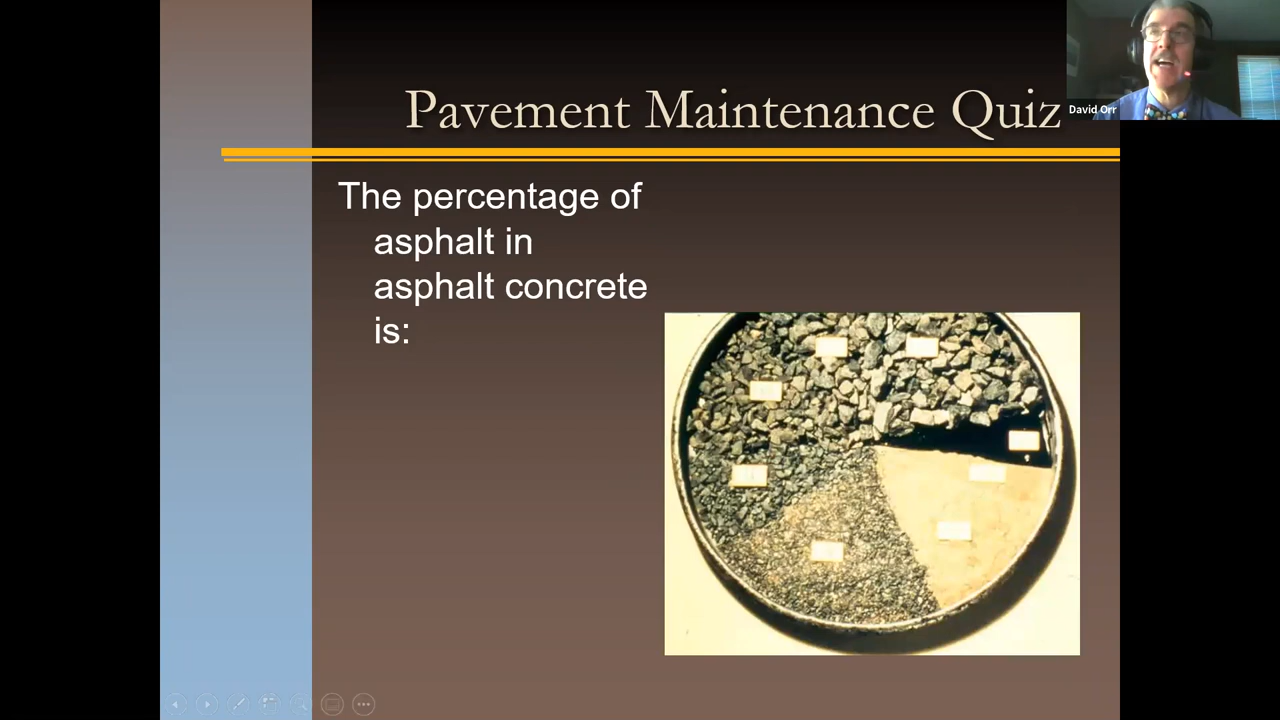 Pavement Maintenance Quiz
David Orr
The percentage of
asphalt in
asphalt concrete
is: